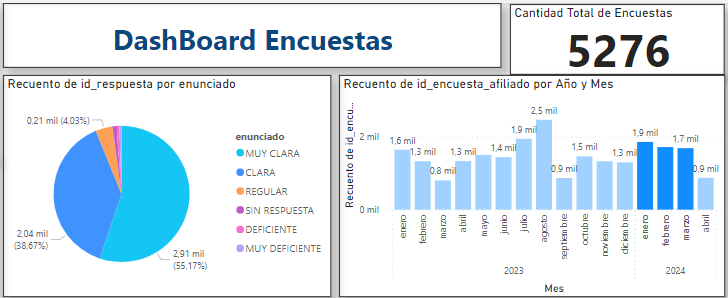 DashBoard Encuestas
Cantidad Total de Encuestas
5276
Recuento de id_respuesta por enunciado
0,21 mil (4,03%)
2,04 mil
(38,67%)
2,91 mil
(55,17%)
enunciado
MUY CLARA
CLARA
REGULAR
SIN RESPUESTA
DEFICIENTE
MUY DEFICIENTE
Recuento de id_encuesta_afiliado por Año y Mes
Recuento de id_encu...
2 mil
0 mil
1,6 mil
1,3 mil
0,8 mil
1,3 mil
1,4 mil
1,9 mil
2,5 mil
0,9 mil
1,5 mil
1,3 mil
1,9 mil
1,7 mil
0,9 mil
enero
febrero
marzo
abril
mayo
junio
julio
agosto
septiembre
octubre
noviembre
diciembre
enero
febrero
marzo
abril
2023
2024
Mes